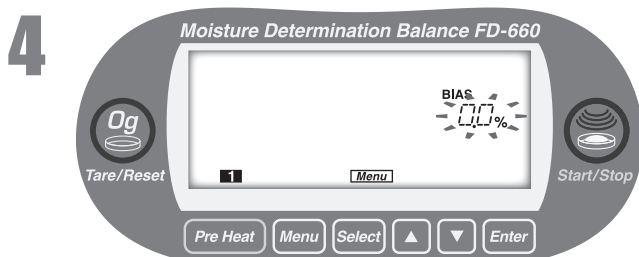 4
Moisture Determination Balance FD-660
BIAS
0.0%
0g
Tare/Reset
Start/Stop
1
Menu
Pre Heat Menu Select ▲ ▼ Enter